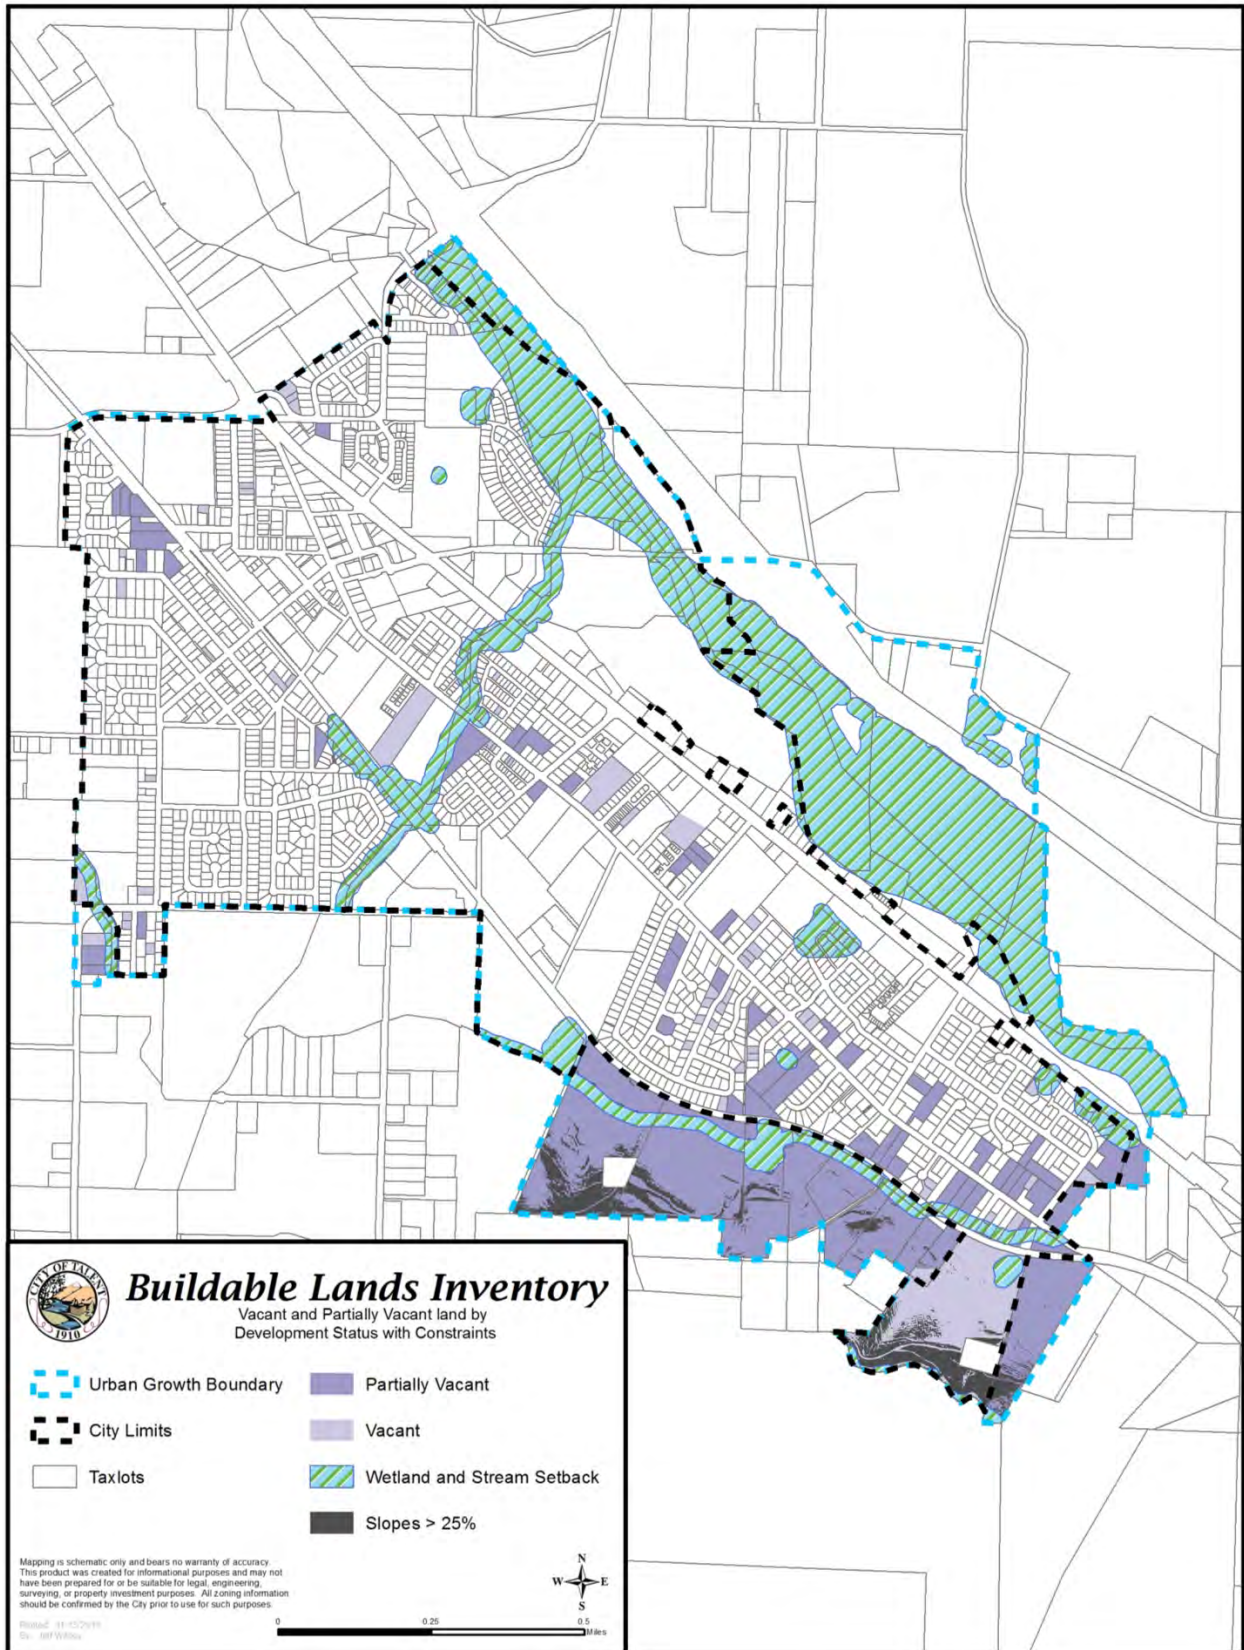 CITY OF TALENT
1910
Buildable Lands Inventory
Vacant and Partially Vacant land by
Development Status with Constraints
Urban Growth Boundary
Partially Vacant
City Limits
Vacant
Taxlots
Wetland and Stream Setback
Slopes > 25%
Mapping is schematic only and bears no warranty of accuracy.
This product was created for informational purposes and may not
have been prepared for or be suitable for legal, engineering,
surveying, or property investment purposes. All zoning information
should be confirmed by the City prior to use for such purposes.
N
W E
S
0 0.25 0.5
Miles
By: